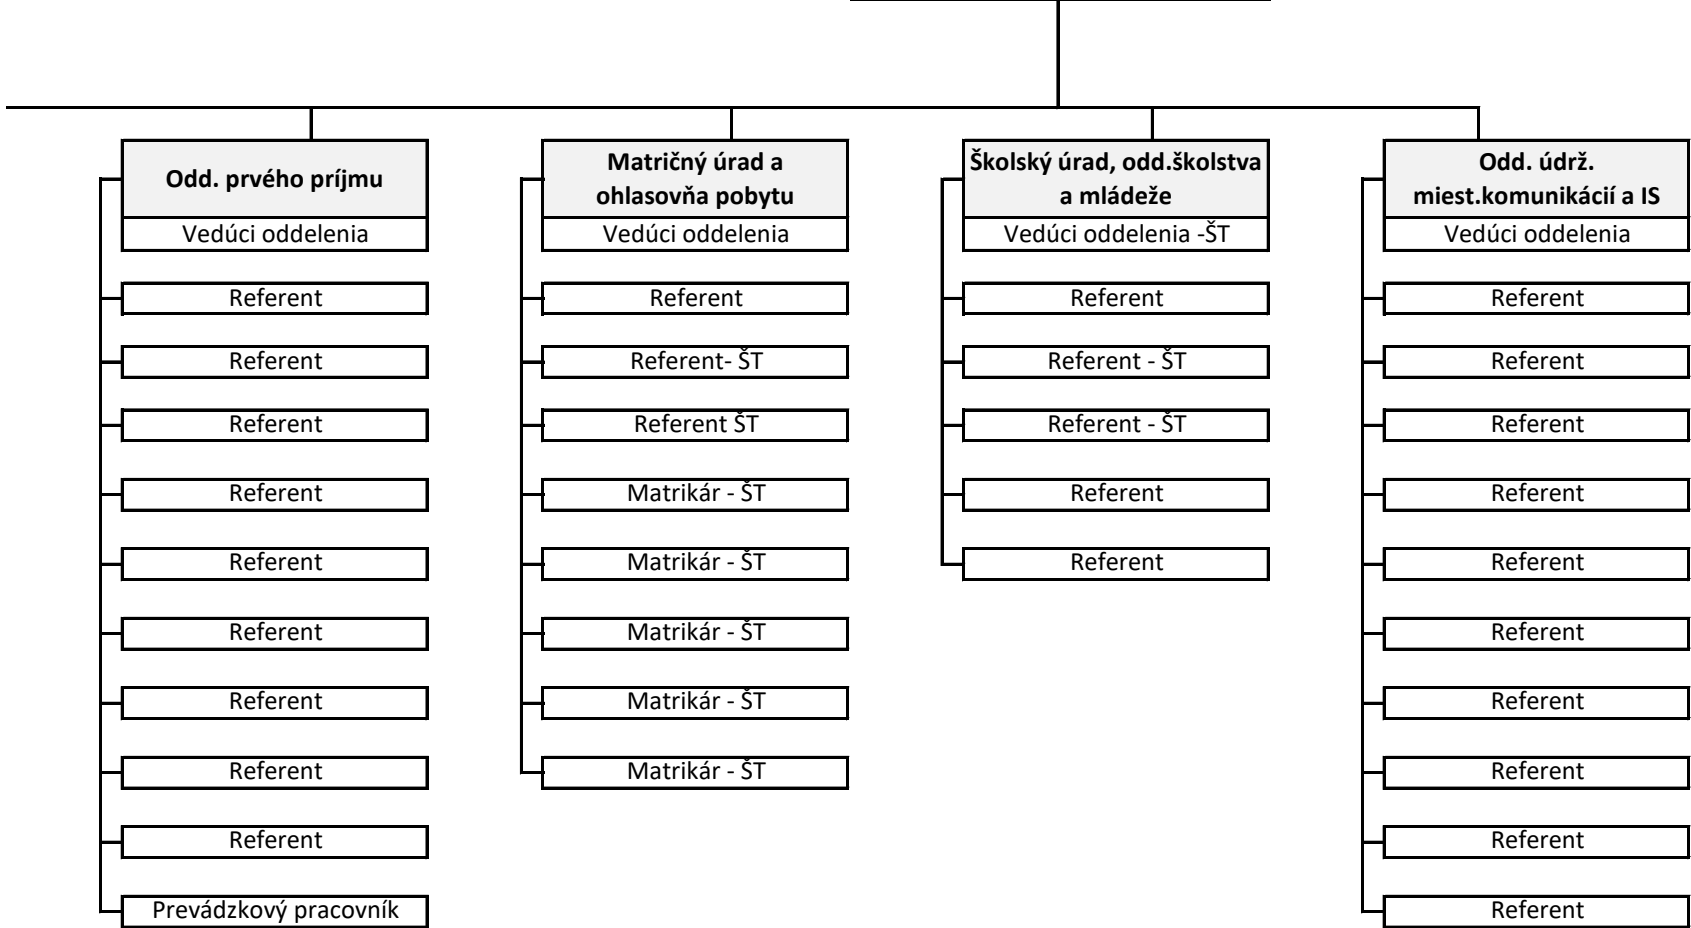 Odd. prvého príjmu
Vedúci oddelenia
Referent
Referent
Referent
Referent
Referent
Referent
Referent
Referent
Referent
Prevádzkový pracovník
Matričný úrad a
ohlasovňa pobytu
Vedúci oddelenia
Referent
Referent- ŠT
Referent ŠT
Matrikár - ŠT
Matrikár - ŠT
Matrikár - ŠT
Matrikár - ŠT
Matrikár - ŠT
Školský úrad, odd.školstva
a mládeže
Vedúci oddelenia -ŠT
Referent
Referent - ŠT
Referent - ŠT
Referent
Referent
Odd. údrž.
miest.komunikácií a IS
Vedúci oddelenia
Referent
Referent
Referent
Referent
Referent
Referent
Referent
Referent
Referent
Referent